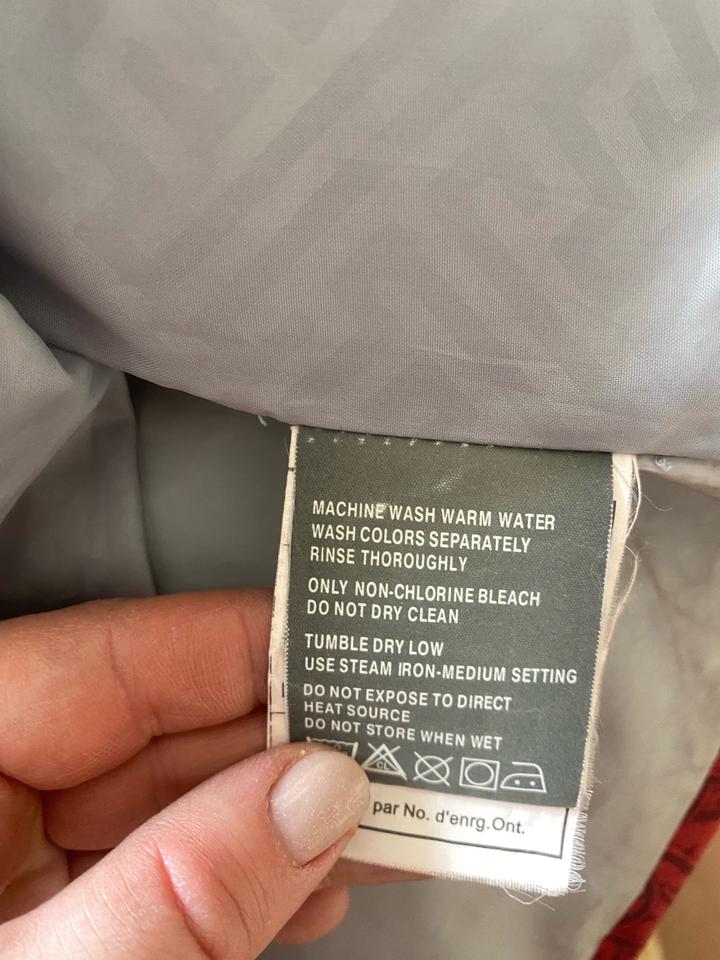 MACHINE WASH WARM WATER
WASH COLORS SEPARATELY
RINSE THOROUGHLY
ONLY NON-CHLORINE BLEACH
DO NOT DRY CLEAN
TUMBLE DRY LOW
USE STEAM IRON-MEDIUM SETTING
DO NOT EXPOSE TO DIRECT
HEAT SOURCE
DO NOT STORE WHEN WET
CL
par No. d'enrg.Ont.